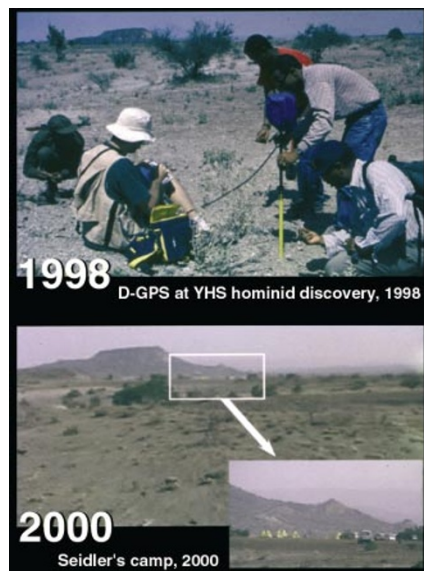 1998
D-GPS at YHS hominid discovery, 1998
2000
Seidler's camp, 2000